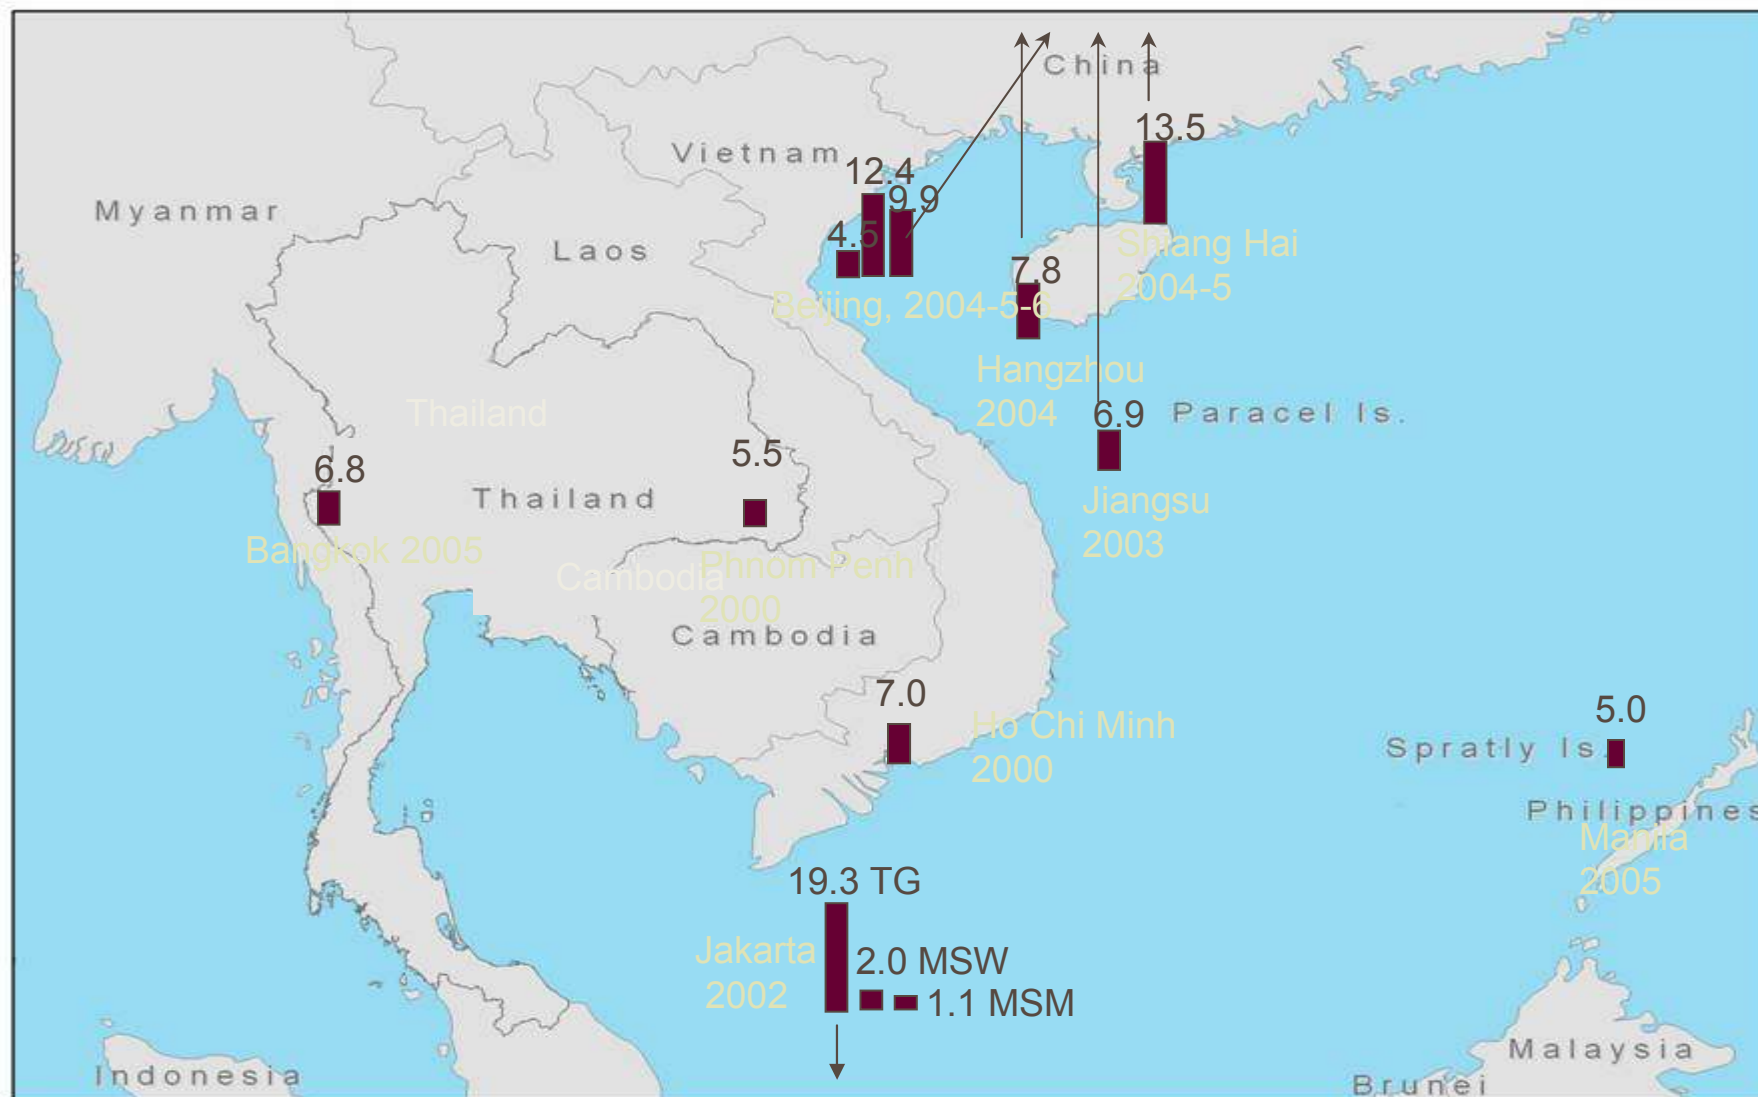 China
13.5
Vietnam
12.4
9.9
4.5
Myanmar
Laos
Shiang Hai
2004-5
7.8
Beijing, 2004-5-6
Hangzhou
2004
6.9
Paracel Is.
Thailand
6.8
5.5
Thailand
Jiangsu
2003
Bangkok 2005
Cambodia
Phnom Penh
2000
Cambodia
7.0
Ho Chi Minh
2000
5.0
Spratly Is.
Philippines
Manila
2005
19.3 TG
Jakarta
2002
2.0 MSW
1.1 MSM
Malaysia
Indonesia
Brunei